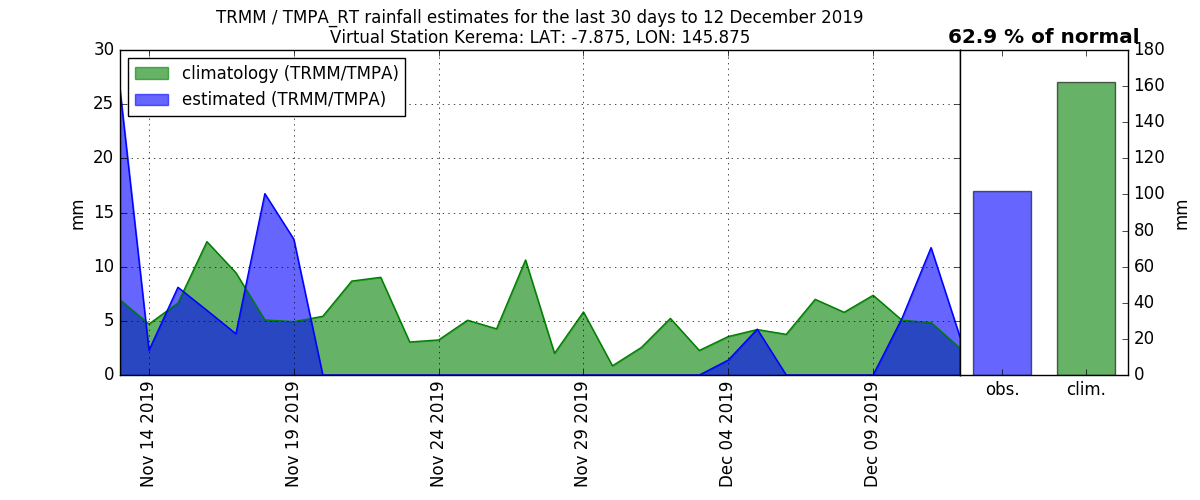 TRMM / TMPA_RT rainfall estimates for the last 30 days to 12 December 2019
Virtual Station Kerema: LAT: -7.875, LON: 145.875
62.9 % of normal
climatology (TRMM/TMPA)
estimated (TRMM/TMPA)
30
25
20
15
10
5
0
mm
Nov 14 2019
Nov 19 2019
Nov 24 2019
Nov 29 2019
Dec 04 2019
Dec 09 2019
obs.
clim.
180
160
140
120
100
80
60
40
20
0
mm